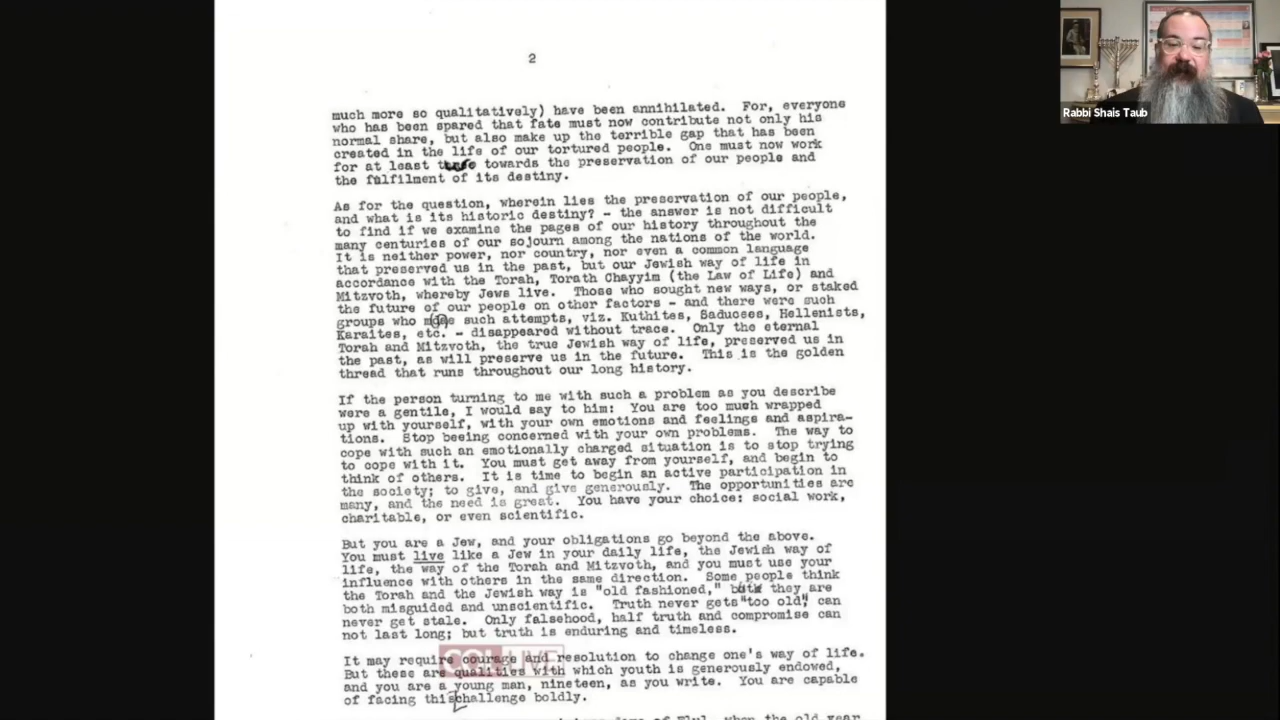 2
much more so qualitatively) have been annihilated. For, everyone
who has been spared that fate must now contribute not only his
normal share, but also make up the terrible gap that has been
created in the life of our tortured people. One must now work
for at least towards the preservation of our people and
the fulfilment of its destiny.
As for the question, wherein lies the preservation of our people,
and what is its historic destiny? - the answer is not difficult
to find if we examine the pages of our history throughout the
many centuries of our sojourn among the nations of the world.
It is neither power, nor country, nor even a common language
that preserved us in the past, but our Jewish way of life in
accordance with the Torah, Torath Chayyim (the Law of Life) and
Mitzvoth, whereby Jews live. Those who sought new ways, or staked
the future of our people on other factors - and there were such
groups who made such attempts, viz. Kuthites, Saducees, Hellenists,
Karaites, etc. - disappeared without trace. Only the eternal
Torah and Mitzvoth, the true Jewish way of life, preserved us in
the past, as will preserve us in the future. This is the golden
thread that runs throughout our long history.
If the person turning to me with such a problem as you describe
were a gentile, I would say to him: You are too much wrapped
up with yourself, with your own emotions and feelings and aspira-
tions. Stop beeing concerned with your own problems. The way to
cope with such an emotionally charged situation is to stop trying
to cope with it. You must get away from yourself, and begin to
think of others. It is time to begin an active participation in
the society; to give, and give generously. The opportunities are
many, and the need is great. You have your choice: social work,
charitable, or even scientific.
But you are a Jew, and your obligations go beyond the above.
You must live like a Jew in your daily life, the Jewish way of
life, the way of the Torah and Mitzvoth, and you must use your
influence with others in the same direction. Some people think
the Torah and the Jewish way is "old fashioned," but they are
both misguided and unscientific. Truth never gets "too old", can
never get stale. Only falsehood, half truth and compromise can
not last long; but truth is enduring and timeless.
It may require courage and resolution to change one's way of life.
But these are qualities with which youth is generously endowed,
and you are a young man, nineteen, as you write. You are capable
of facing this challenge boldly.
days of Elul, when the old year
COLLIVE
Rabbi Shais Taub